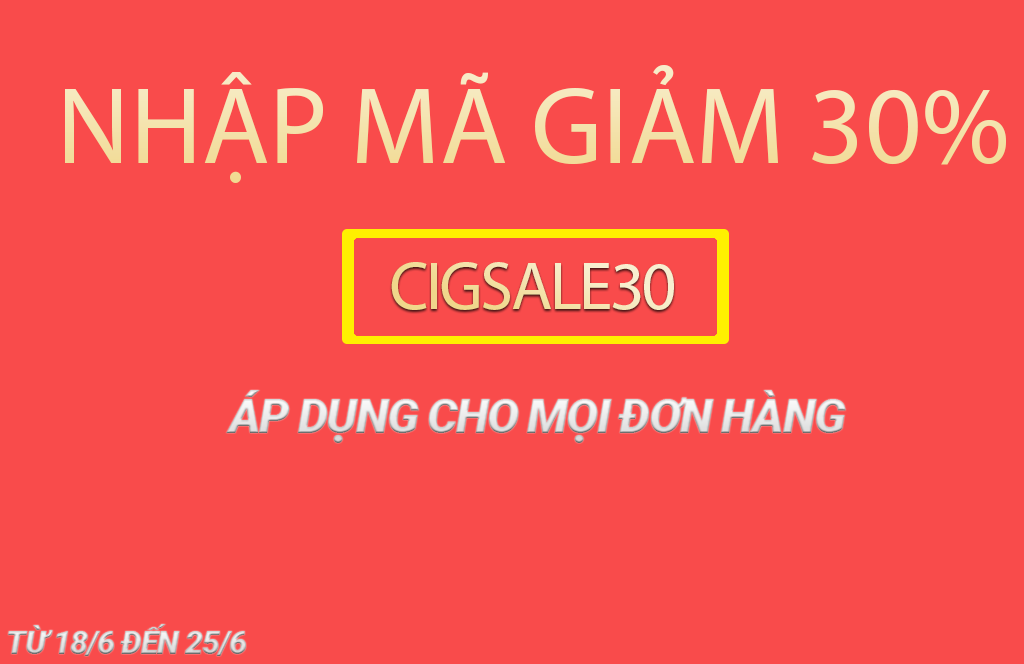 NHẬP MÃ GIẢM 30%
CIGSALE30
ÁP DỤNG CHO MỌI ĐƠN HÀNG
TỪ 18/6 ĐẾN 25/6